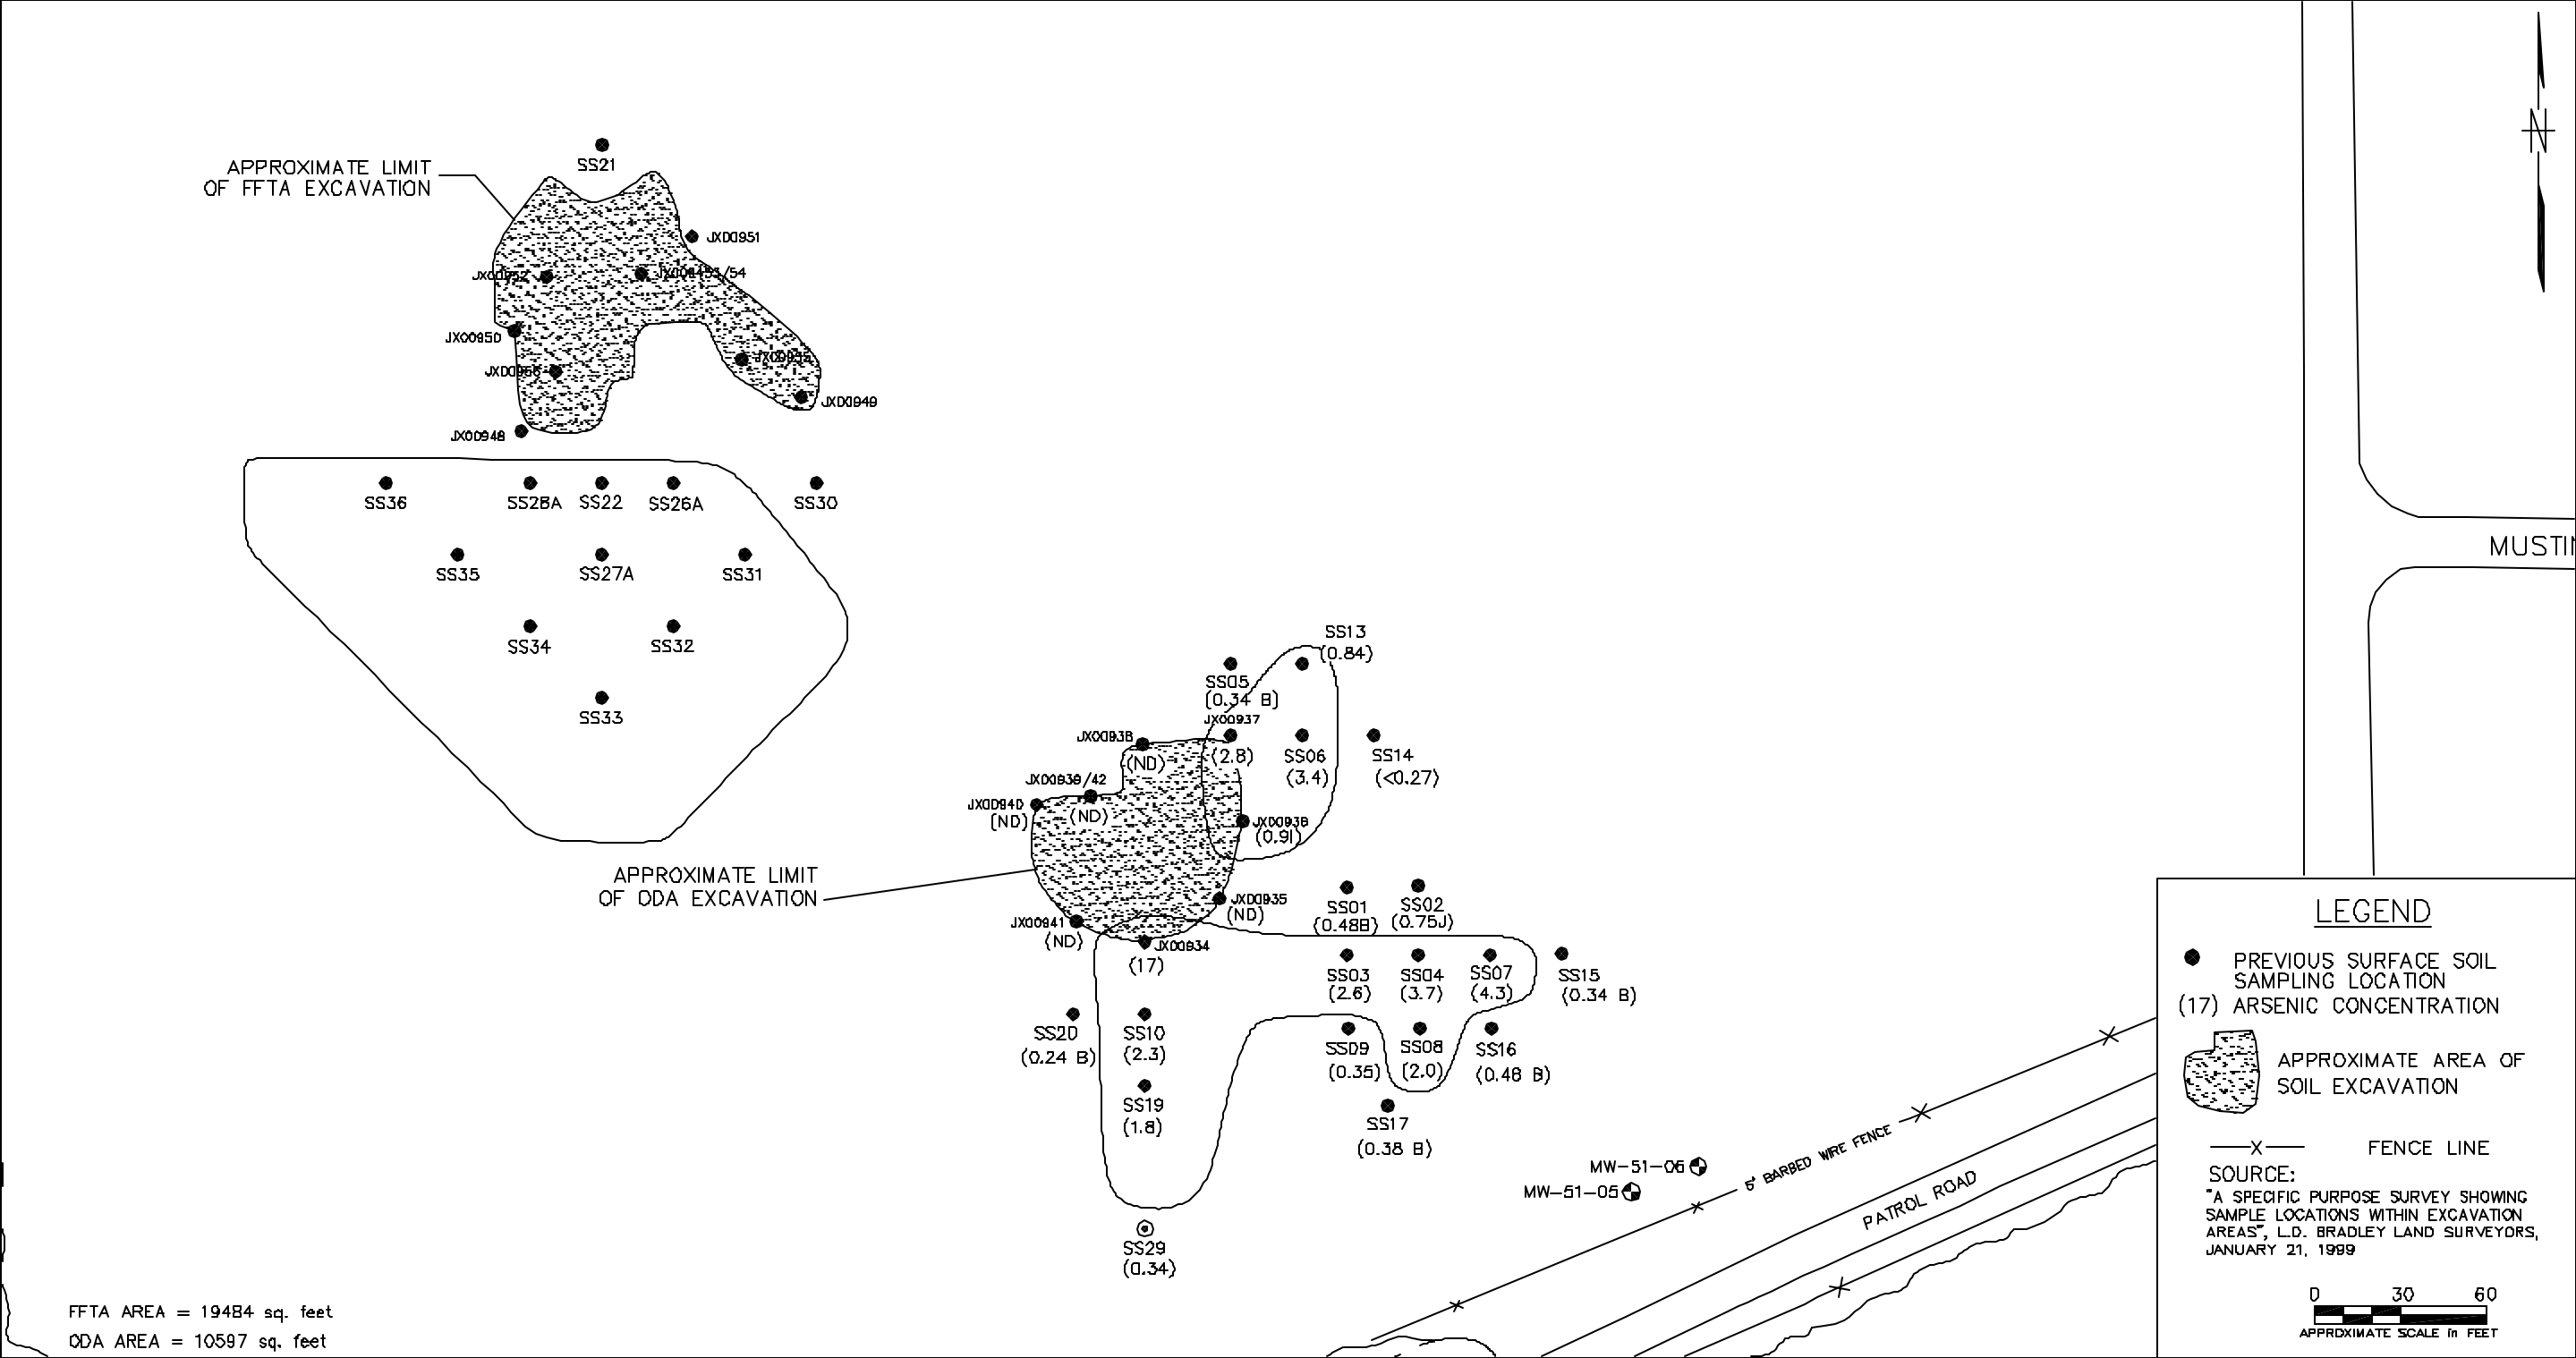 N
SS21
APPROXIMATE LIMIT
OF FFTA EXCAVATION
JX00951
JX00950
JX00949
JX00948
SS36
SS28A
SS22
SS26A
SS30
SS35
SS27A
SS31
SS34
SS32
SS33
MUSTIN
SS13
(0.84)
SS05
(0.34 B)
JX00937
(2.8)
SS06
(3.4)
SS14
(<0.27)
JX00938
(ND)
JX00939/42
(ND)
JX00940
(ND)
JX00936
(0.91)
APPROXIMATE LIMIT
OF ODA EXCAVATION
JX00935
(ND)
JX00941
(ND)
JX00934
(17)
SS01
(0.48B)
SS02
(0.75J)
SS03
(2.6)
SS04
(3.7)
SS07
(4.3)
SS15
(0.34 B)
SS20
(0.24 B)
SS10
(2.3)
SS09
(0.35)
SS08
(2.0)
SS16
(0.48 B)
SS19
(1.8)
SS17
(0.38 B)
SS29
(0.34)
MW-51-06
MW-51-05
5' BARBED WIRE FENCE
PATROL ROAD
FFTA AREA = 19484 sq. feet
ODA AREA = 10597 sq. feet
LEGEND
PREVIOUS SURFACE SOIL
SAMPLING LOCATION
(17) ARSENIC CONCENTRATION
APPROXIMATE AREA OF
SOIL EXCAVATION
X FENCE LINE
SOURCE:
"A SPECIFIC PURPOSE SURVEY SHOWING
SAMPLE LOCATIONS WITHIN EXCAVATION
AREAS", L.D. BRADLEY LAND SURVEYORS,
JANUARY 21, 1999
0 30 60
APPROXIMATE SCALE in FEET